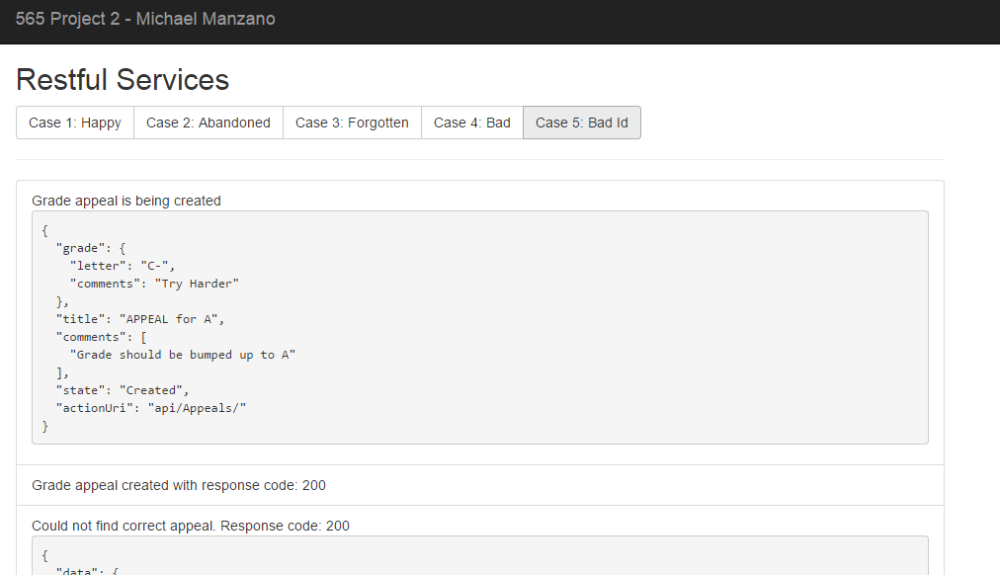 565 Project 2 - Michael Manzano
Restful Services
Case 1: Happy Case 2: Abandoned Case 3: Forgotten Case 4: Bad Case 5: Bad Id
Grade appeal is being created
{
  "grade": {
    "letter": "C-",
    "comments": "Try Harder"
  },
  "title": "APPEAL for A",
  "comments": [
    "Grade should be bumped up to A"
  ],
  "state": "Created",
  "actionUri": "api/Appeals/"
}
Grade appeal created with response code: 200
Could not find correct appeal. Response code: 200
{
  "data": {